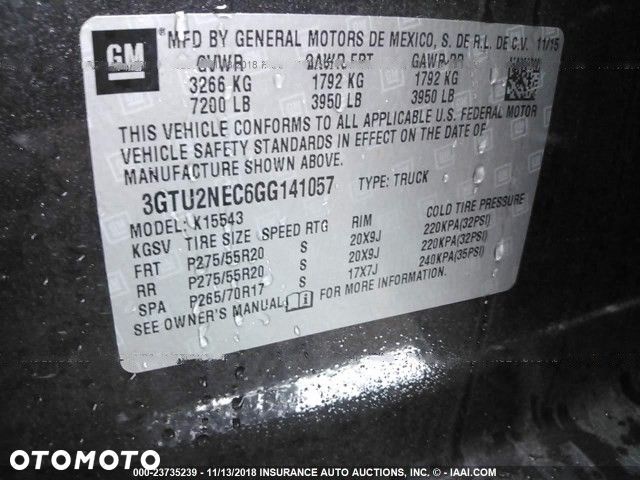 GM
MFD BY GENERAL MOTORS DE MEXICO, S. DE R.L. DE C.V. 11/15
GVWR GAWR FRT GAWR RR
3266 KG 1792 KG 1792 KG
7200 LB 3950 LB 3950 LB
THIS VEHICLE CONFORMS TO ALL APPLICABLE U.S. FEDERAL MOTOR
VEHICLE SAFETY STANDARDS IN EFFECT ON THE DATE OF
MANUFACTURE SHOWN ABOVE.
3GTU2NEC6GG141057 TYPE: TRUCK
MODEL: K15543
KGSV TIRE SIZE SPEED RTG RIM COLD TIRE PRESSURE
FRT P275/55R20 S 20X9J 220KPA(32PSI)
RR P275/55R20 S 20X9J 220KPA(32PSI)
SPA P265/70R17 S 17X7J 240KPA(35PSI)
SEE OWNER'S MANUAL FOR MORE INFORMATION.
OTOMOTO
000-23735239 - 11/13/2018 INSURANCE AUTO AUCTIONS, INC. - © IAAI.COM